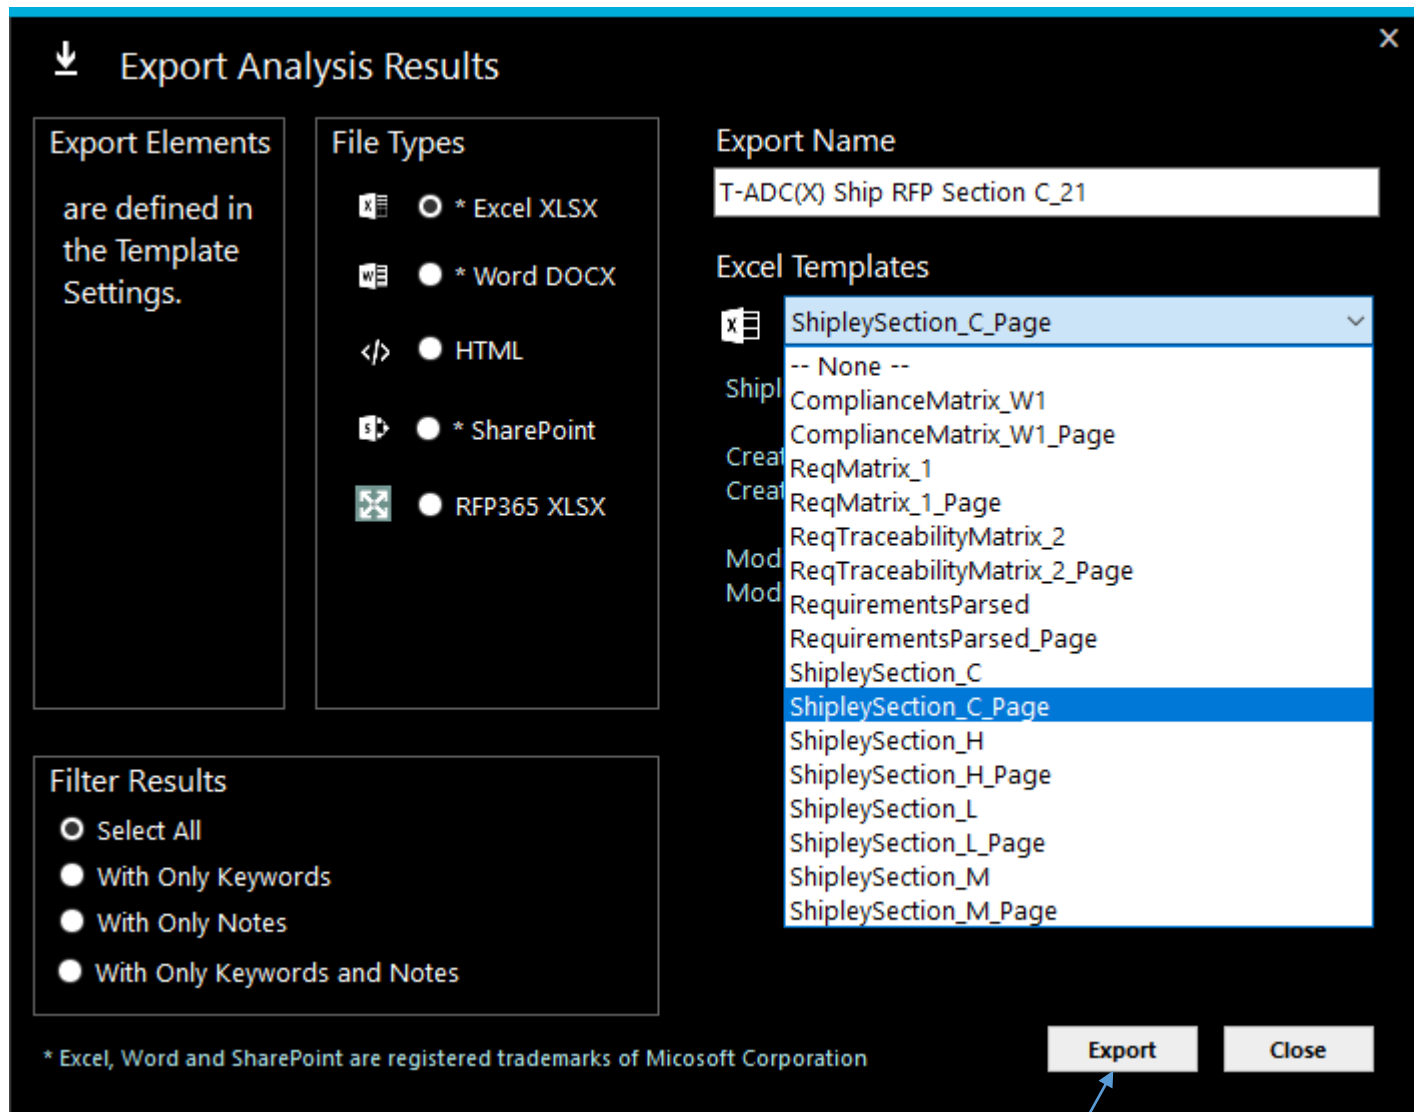 Export Analysis Results
Export Elements
are defined in
the Template
Settings.
File Types
* Excel XLSX
* Word DOCX
HTML
* SharePoint
RFP365 XLSX
Export Name
T-ADC(X) Ship RFP Section C_21
Excel Templates
ShipleySection_C_Page
-- None --
ComplianceMatrix_W1
ComplianceMatrix_W1_Page
ReqMatrix_1
ReqMatrix_1_Page
ReqTraceabilityMatrix_2
ReqTraceabilityMatrix_2_Page
RequirementsParsed
RequirementsParsed_Page
ShipleySection_C
ShipleySection_C_Page
ShipleySection_H
ShipleySection_H_Page
ShipleySection_L
ShipleySection_L_Page
ShipleySection_M
ShipleySection_M_Page
Filter Results
Select All
With Only Keywords
With Only Notes
With Only Keywords and Notes
* Excel, Word and SharePoint are registered trademarks of Micosoft Corporation
Export
Close